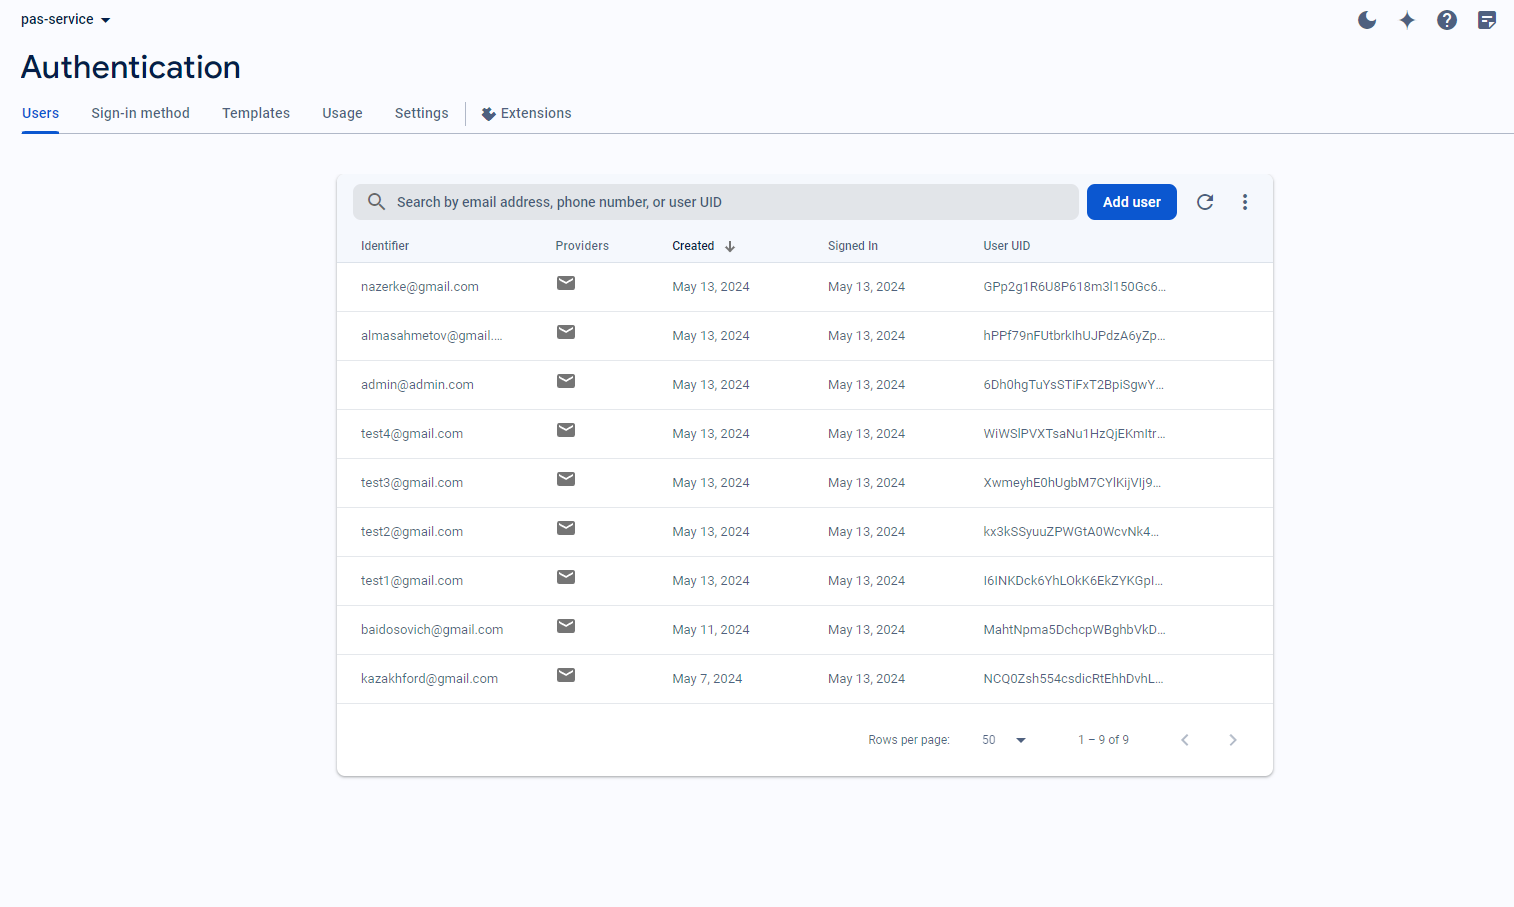 pas-service
Authentication
Users Sign-in method Templates Usage Settings Extensions
Search by email address, phone number, or user UID Add user
Identifier Providers Created Signed In User UID
nazerke@gmail.com May 13, 2024 May 13, 2024 GPp2g1R6U8P618m3l150Gc6...
almasahmetov@gmail.... May 13, 2024 May 13, 2024 hPPf79nFUtbrkIhUJPdzA6yZp...
admin@admin.com May 13, 2024 May 13, 2024 6Dh0hgTuYsSTiFxT2BpiSgwY...
test4@gmail.com May 13, 2024 May 13, 2024 WiWSlPVXTsaNu1HzQjEKmItr...
test3@gmail.com May 13, 2024 May 13, 2024 XwmeyhE0hUgbM7CYlKijVIj9...
test2@gmail.com May 13, 2024 May 13, 2024 kx3kSSyuuZPWGtA0WcvNk4...
test1@gmail.com May 13, 2024 May 13, 2024 I6INKDck6YhLOkK6EkZYKGpI...
baidosovich@gmail.com May 11, 2024 May 13, 2024 MahtNpma5DchcpWBghbVkD...
kazakhford@gmail.com May 7, 2024 May 13, 2024 NCQ0Zsh554csdicRtEhhDvhL...
Rows per page: 50 1 – 9 of 9